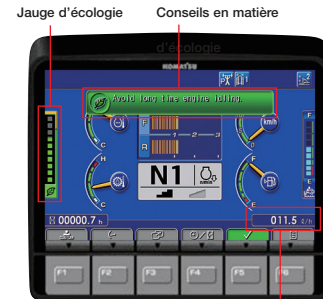 Jauge d'écologie
Conseils en matière
d'écologie
KOMATSU
Avoid long time engine idling.
F
1 2 3
R
km/h
C
H
C
F
E
N1
00000.7 h
011.5 ℓ/h
F1 F2 F3 F4 F5 F6